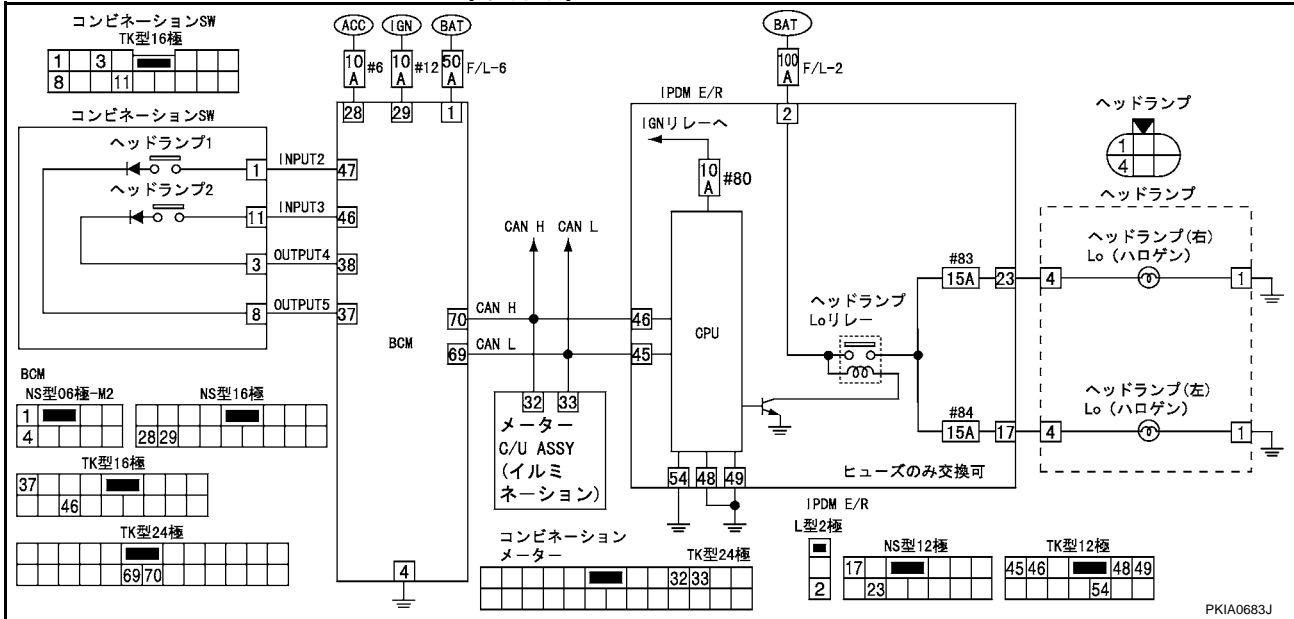 コンビネーションSW
TK型16極
1 3
8 11
コンビネーションSW
ヘッドランプ1
ヘッドランプ2
1 INPUT2 47
11 INPUT3 46
3 OUTPUT4 38
8 OUTPUT5 37
ACC IGN BAT
10A #6
10A #12
50A F/L-6
28 29 1
BCM
70 CAN H
69 CAN L
4
CAN H CAN L
32 33
メーター
C/U ASSY
(イルミ
ネーション)
BAT
100A F/L-2
IPDM E/R
2
IGNリレーへ
10A #80
46
45
CPU
54 48 49
ヘッドランプ
Loリレー
#83
15A 23
#84
15A 17
ヒューズのみ交換可
ヘッドランプ
1
4
ヘッドランプ
ヘッドランプ(右)
Lo (ハロゲン)
4 1
ヘッドランプ(左)
Lo (ハロゲン)
4 1
BCM
NS型06極-M2
1
4
NS型16極
28 29
TK型16極
37
46
TK型24極
69 70
コンビネーション
メーター
TK型24極
32 33
IPDM E/R
L型2極
2
NS型12極
17
23
TK型12極
45 46 48 49
54
PKIA0683J